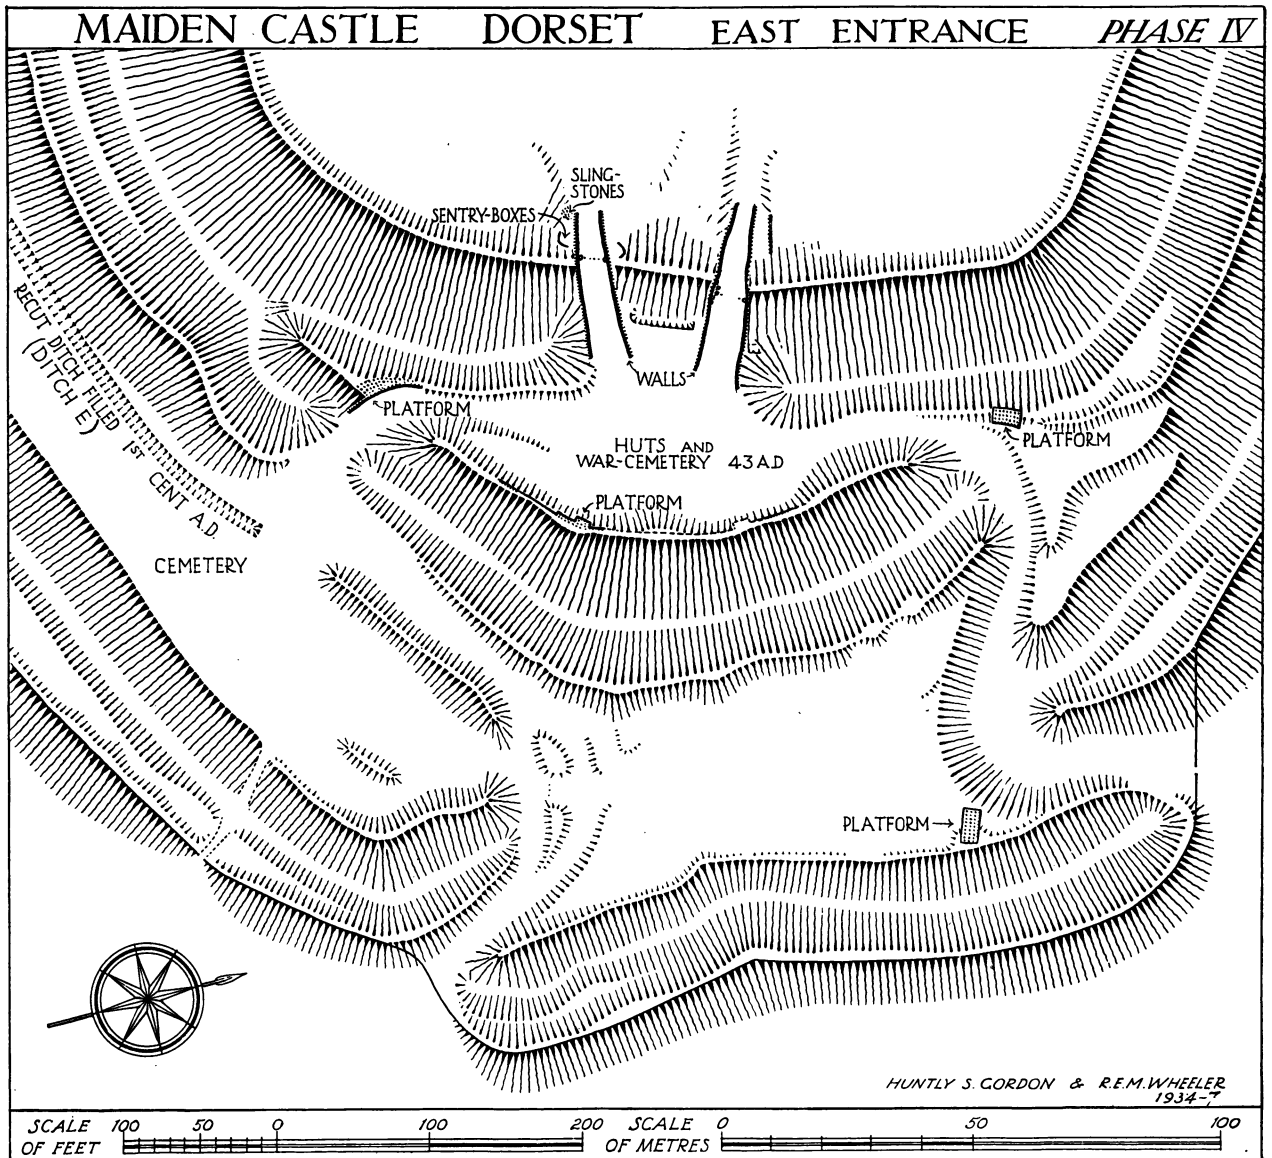 MAIDEN CASTLE DORSET EAST ENTRANCE PHASE IV
SLING-
STONES
SENTRY-BOXES
RECUT DITCH FILLED 1ST CENT A.D.
(DITCH E)
WALLS
PLATFORM
PLATFORM
HUTS AND
WAR-CEMETERY 43 A.D
PLATFORM
CEMETERY
PLATFORM
HUNTLY S. GORDON & R.E.M. WHEELER
1934-7
SCALE OF FEET 100 50 0 100 200
SCALE OF METRES 0 50 100